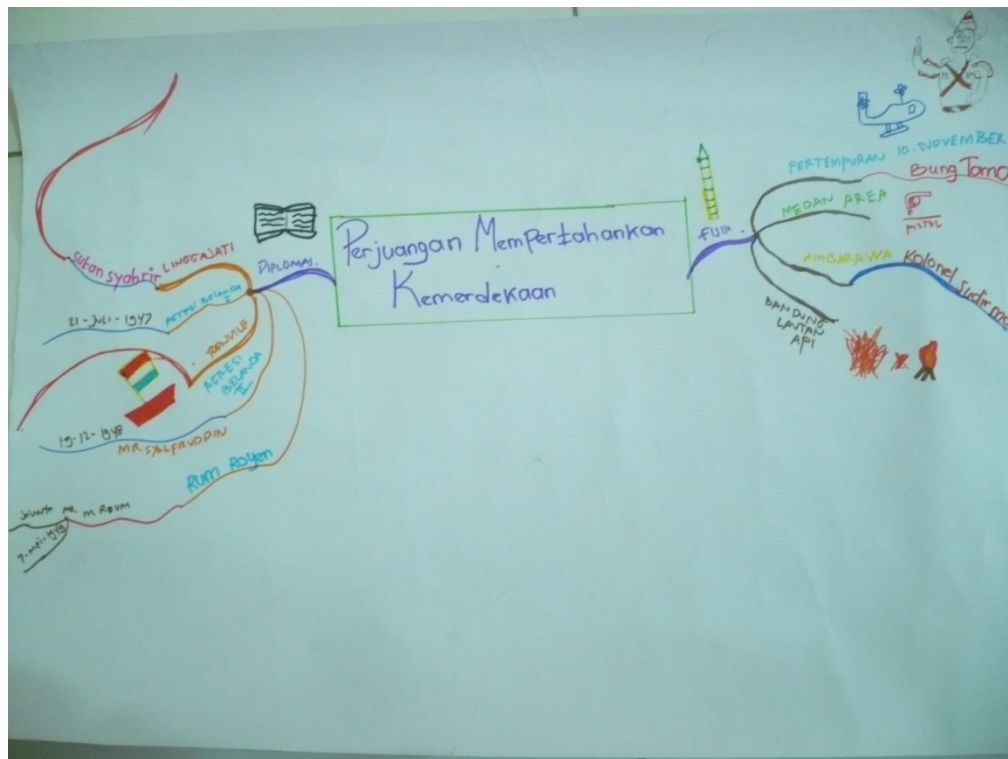 Perjuangan Mempertahankan
Kemerdekaan
DIPLOMASI
LINGGAJATI
Sutan syahrir
AGRESI BELANDA
I
21-Juli-1947
RENVILE
AGRESI
BELANDA
II
19-12-1948
MR.SYAFRUDDIN
RUM Royen
Jakarta MR. M. ROUM
7-Mei-1949
FISIK
PERTEMPURAN 10.NOVEMBER
Bung Tomo
MEDAN AREA
PISTOL
AMBARAWA
Kolonel
BANDUNG
LAUTAN
API